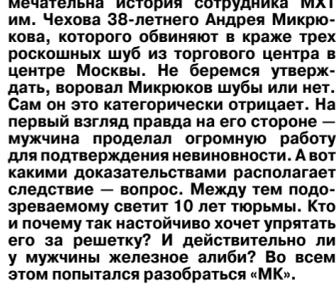 мечательна история сотрудника МХТ
им. Чехова 38-летнего Андрея Микрю-
кова, которого обвиняют в краже трех
роскошных шуб из торгового центра в
центре Москвы. Не беремся утверж-
дать, воровал Микрюков шубы или нет.
Сам он это категорически отрицает. На
первый взгляд правда на его стороне —
мужчина проделал огромную работу
для подтверждения невиновности. А вот
какими доказательствами располагает
следствие — вопрос. Между тем подо-
зреваемому светит 10 лет тюрьмы. Кто
и почему так настойчиво хочет упрятать
его за решетку? И действительно ли
у мужчины железное алиби? Во всем
этом попытался разобраться «МК».